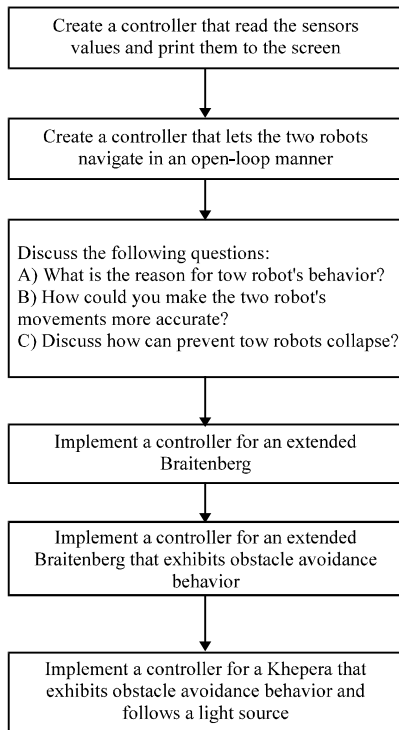 Create a controller that read the sensors
values and print them to the screen
Create a controller that lets the two robots
navigate in an open-loop manner
Discuss the following questions:
A) What is the reason for tow robot's behavior?
B) How could you make the two robot's
movements more accurate?
C) Discuss how can prevent tow robots collapse?
Implement a controller for an extended
Braitenberg
Implement a controller for an extended
Braitenberg that exhibits obstacle avoidance
behavior
Implement a controller for a Khepera that
exhibits obstacle avoidance behavior and
follows a light source